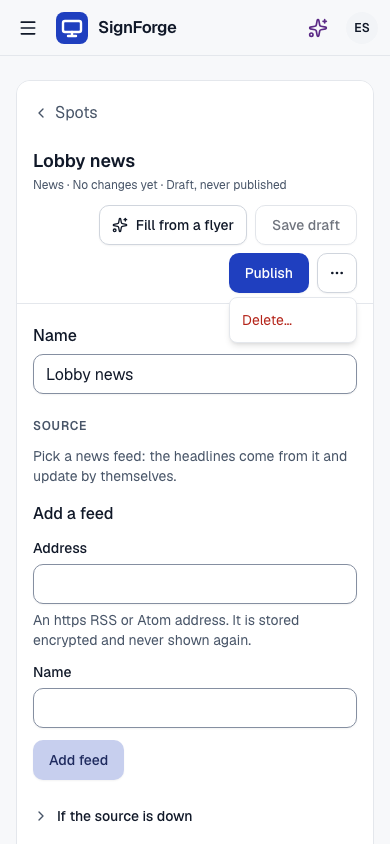 SignForge
ES
Spots
Lobby news
News · No changes yet · Draft, never published
Fill from a flyer
Save draft
Publish
Delete...
Name
Lobby news
SOURCE
Pick a news feed: the headlines come from it and
update by themselves.
Add a feed
Address
An https RSS or Atom address. It is stored
encrypted and never shown again.
Name
Add feed
If the source is down